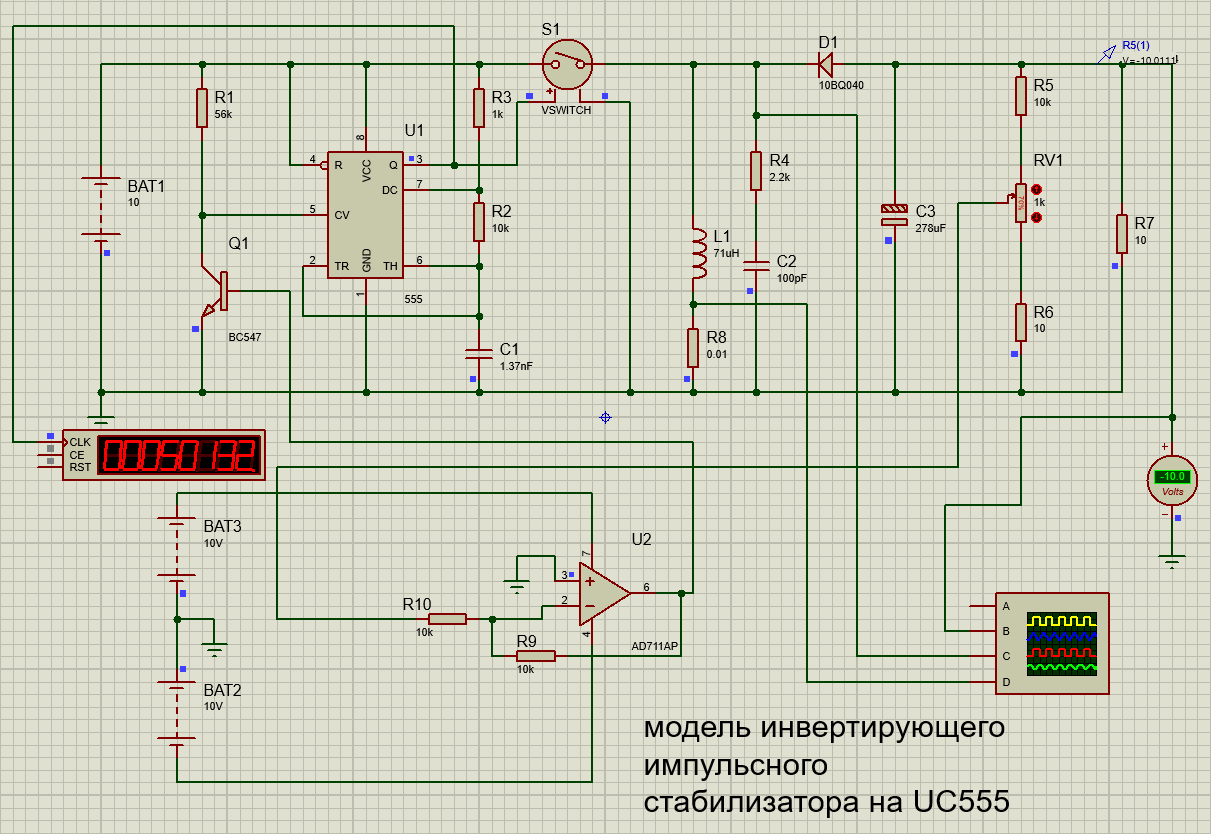 S1
VSWITCH
D1
10BQ040
R5(1)
R1
56k
R3
1k
U1
R5
10k
BAT1
10
4
R
VCC
8
Q
3
DC
7
R4
2.2k
RV1
1k
70%
5
CV
R2
10k
C3
278uF
R7
10
Q1
BC547
2
TR
GND
TH
6
1
555
L1
71uH
C2
100pF
R6
10
C1
1.37nF
R8
0.01
CLK
CE
RST
00050132
-10.0
Volts
+
BAT3
10V
U2
7
3
2
6
4
AD711AP
R10
10k
R9
10k
BAT2
10V
A
B
C
D
модель инвертирующего
импульсного
стабилизатора на UC555